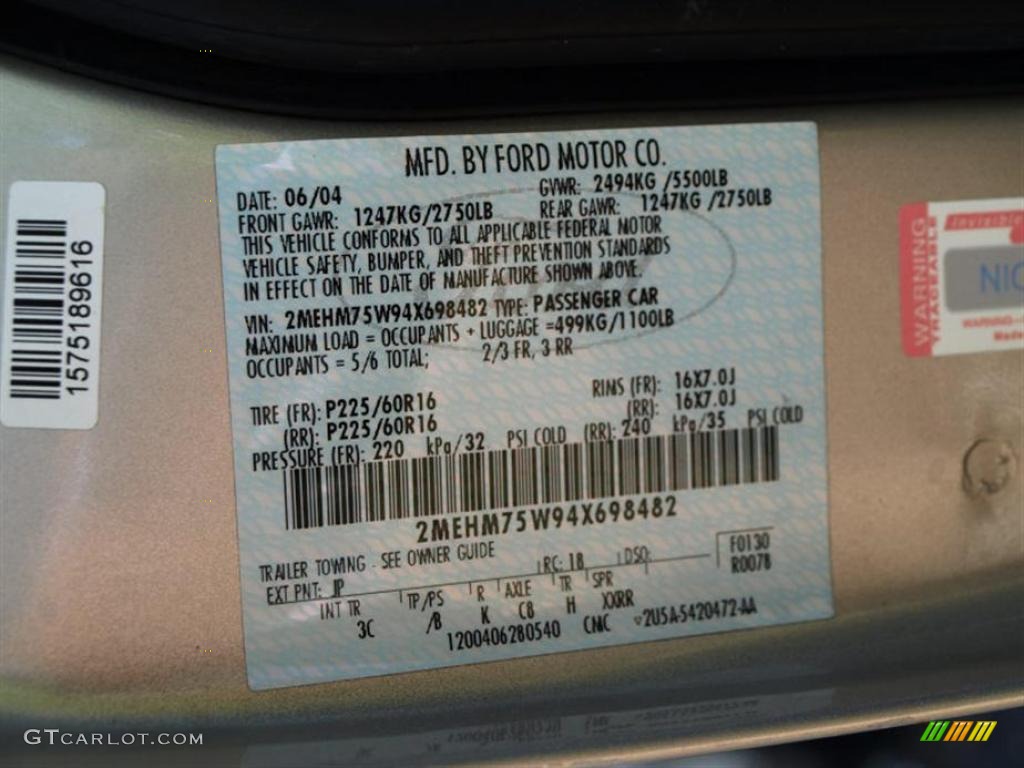 MFD. BY FORD MOTOR CO.
DATE: 06/04 GVWR: 2494KG /5500LB
FRONT GAWR: 1247KG/2750LB REAR GAWR: 1247KG /2750LB
THIS VEHICLE CONFORMS TO ALL APPLICABLE FEDERAL MOTOR
VEHICLE SAFETY, BUMPER, AND THEFT PREVENTION STANDARDS
IN EFFECT ON THE DATE OF MANUFACTURE SHOWN ABOVE.
VIN: 2MEHM75W94X698482 TYPE: PASSENGER CAR
MAXIMUM LOAD = OCCUPANTS + LUGGAGE =499KG/1100LB
OCCUPANTS = 5/6 TOTAL; 2/3 FR, 3 RR
TIRE (FR): P225/60R16 RIMS (FR): 16X7.0J
(RR): P225/60R16 (RR): 16X7.0J
PRESSURE (FR): 220 kPa/32 PSI COLD (RR): 240 kPa/35 PSI COLD
2MEHM75W94X698482
TRAILER TOWING - SEE OWNER GUIDE
EXT PNT: JP RC: 18 DSO: F0130
R0078
INT TR TP/PS R AXLE TR SPR
3C /B K C8 H XXRR
1200406280540 CMC 2U5A-5420472-AA
1575189616
WARNING
TRACEABLE
Invisible
NIC
WARNING
Made
GTCARLOT.COM